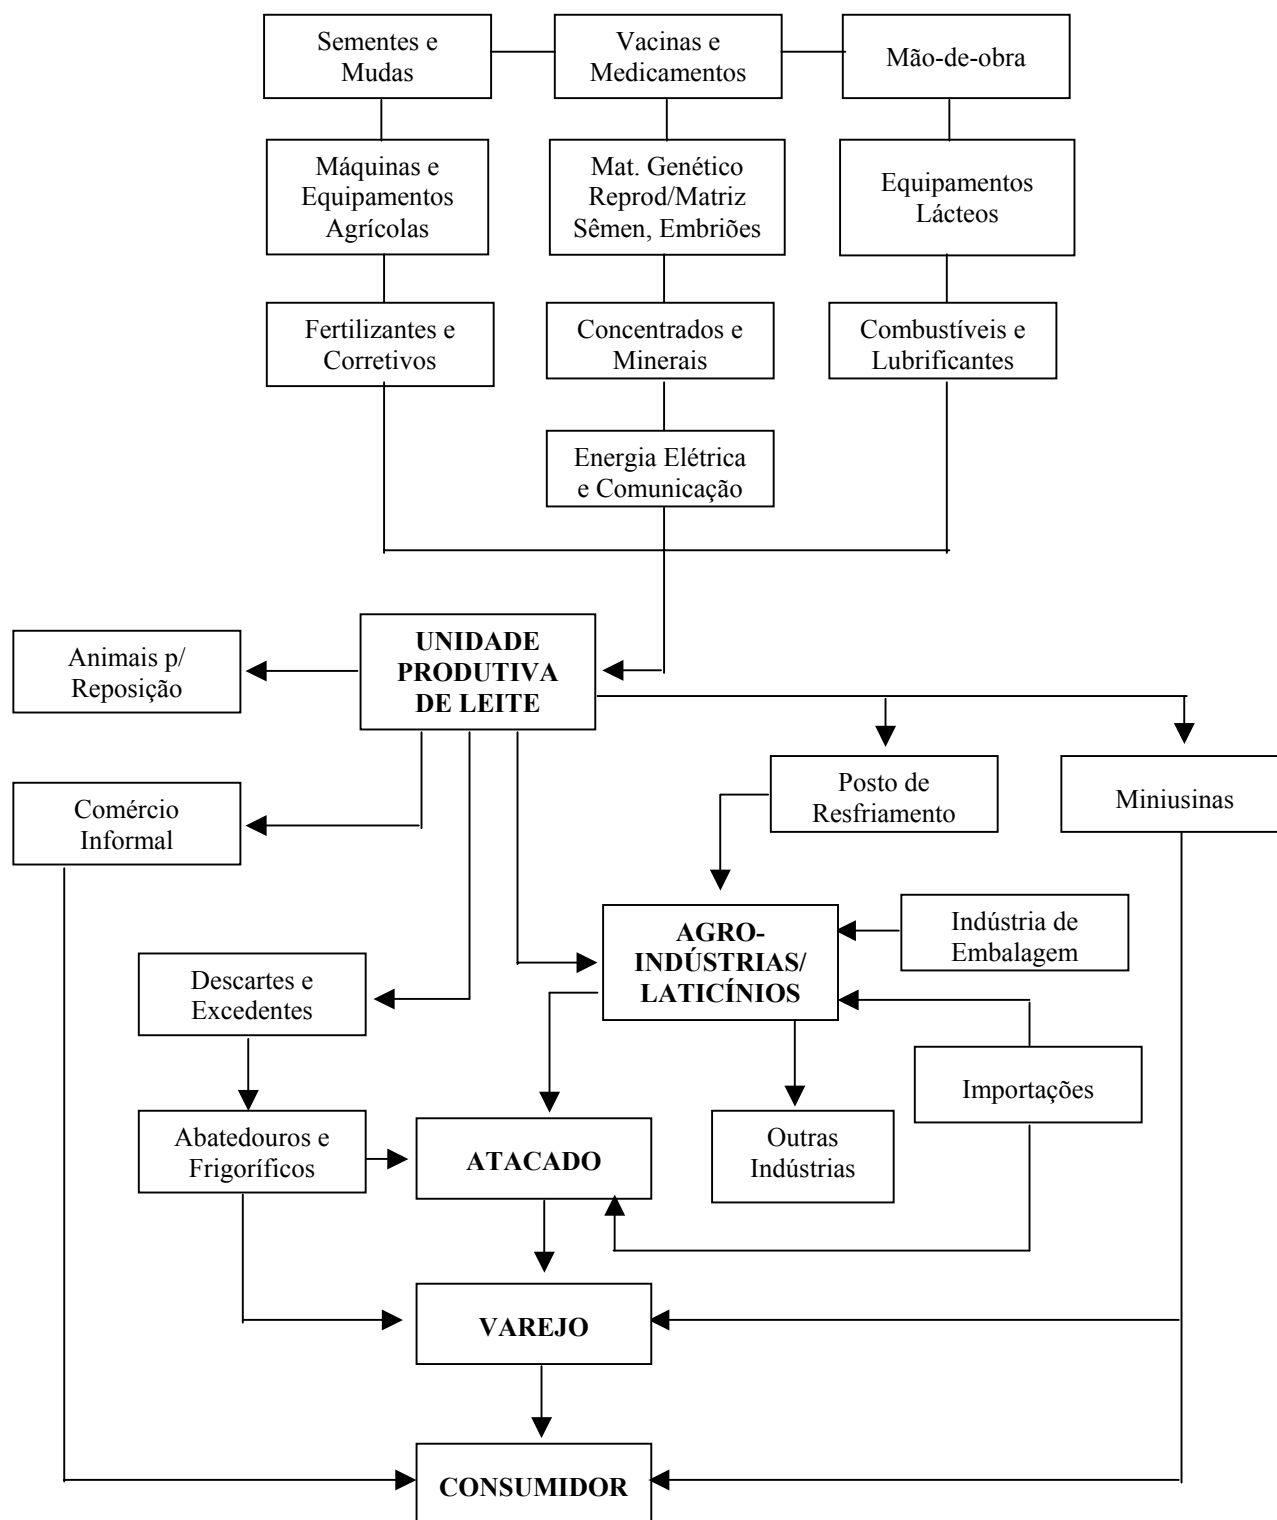 Sementes e
Mudas
Vacinas e
Medicamentos
Mão-de-obra
Máquinas e
Equipamentos
Agrícolas
Mat. Genético
Reprod/Matriz
Sêmen, Embriões
Equipamentos
Lácteos
Fertilizantes e
Corretivos
Concentrados e
Minerais
Combustíveis e
Lubrificantes
Energia Elétrica
e Comunicação
UNIDADE
PRODUTIVA
DE LEITE
Animais p/
Reposição
Posto de
Resfriamento
Miniusinas
Comércio
Informal
AGRO-
INDÚSTRIAS/
LATICÍNIOS
Indústria de
Embalagem
Descartes e
Excedentes
Importações
Abatedouros e
Frigoríficos
ATACADO
Outras
Indústrias
VAREJO
CONSUMIDOR